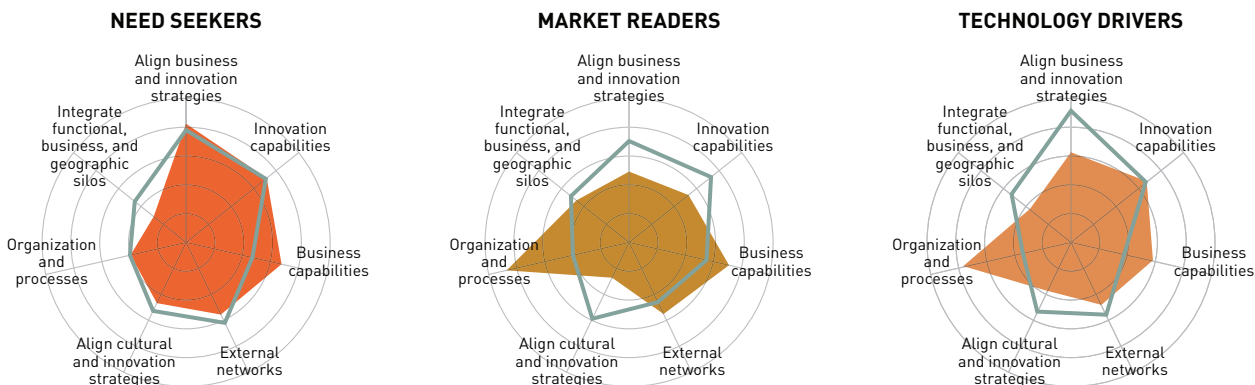 NEED SEEKERS
Align business
and innovation
strategies
Integrate
functional,
business, and
geographic
silos
Innovation
capabilities
Organization
and
processes
Business
capabilities
Align cultural
and innovation
strategies
External
networks
MARKET READERS
Align business
and innovation
strategies
Integrate
functional,
business, and
geographic
silos
Innovation
capabilities
Organization
and
processes
Business
capabilities
Align cultural
and innovation
strategies
External
networks
TECHNOLOGY DRIVERS
Align business
and innovation
strategies
Integrate
functional,
business, and
geographic
silos
Innovation
capabilities
Organization
and
processes
Business
capabilities
Align cultural
and innovation
strategies
External
networks